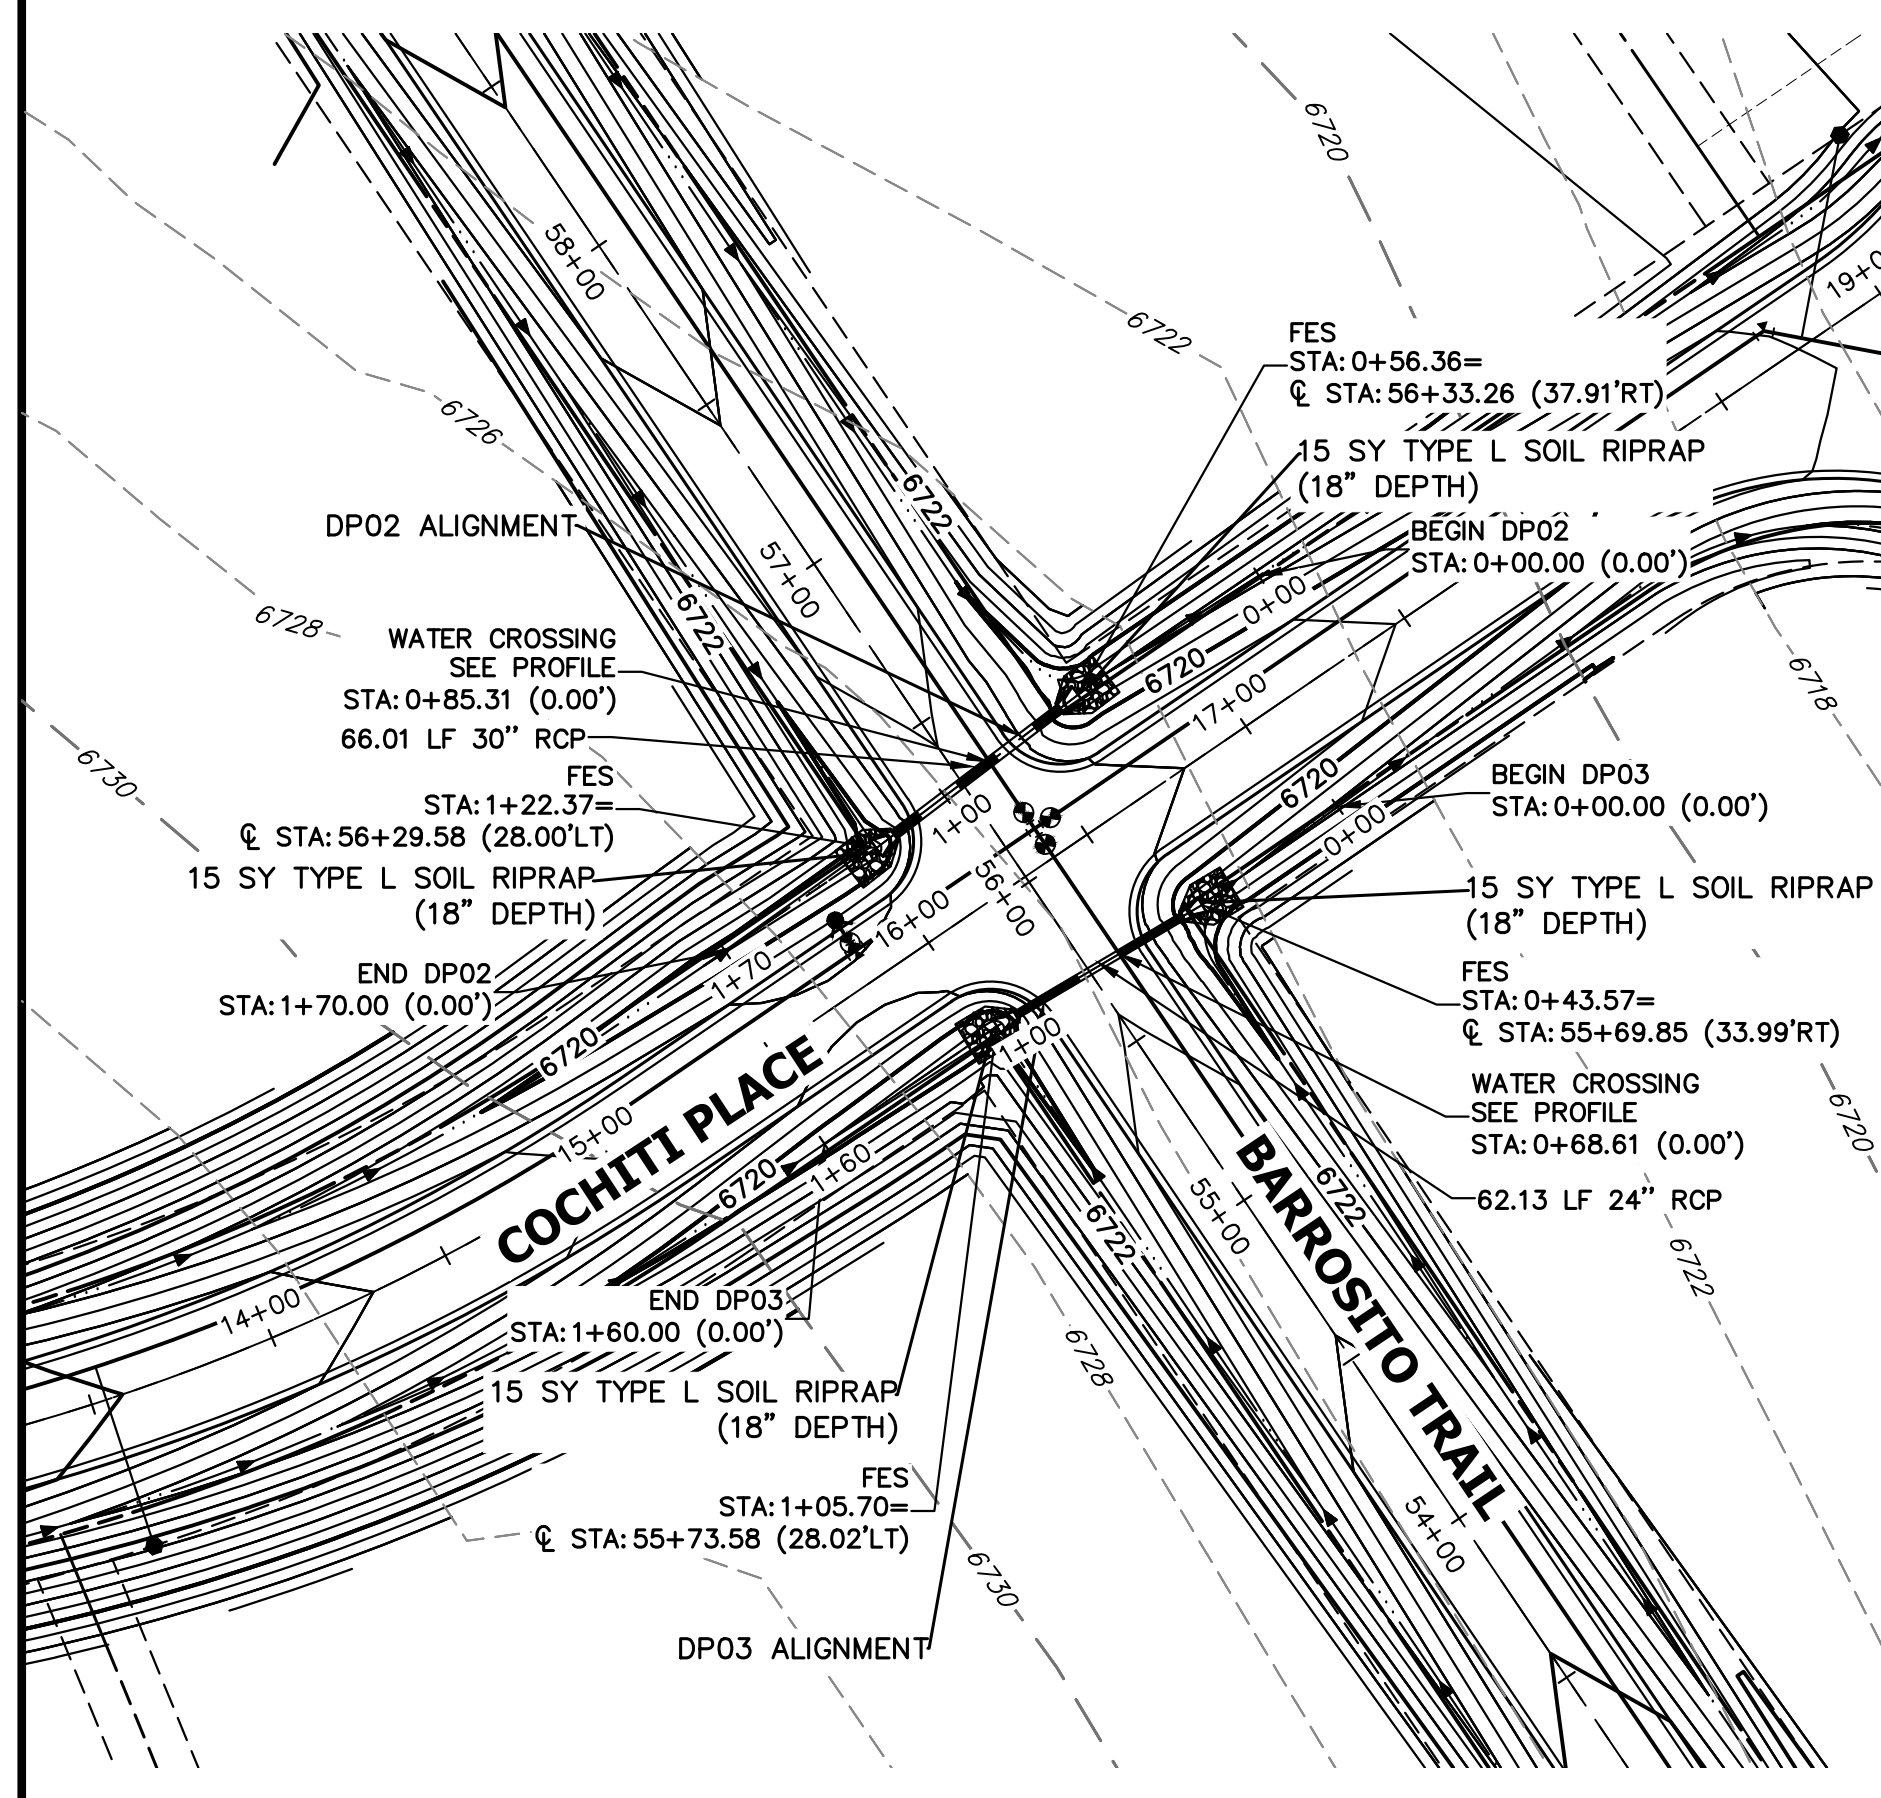 6720
58+00
19+0
6722
FES
STA: 0+56.36=
℄ STA: 56+33.26 (37.91'RT)
6726
15 SY TYPE L SOIL RIPRAP
(18” DEPTH)
6722
DP02 ALIGNMENT
BEGIN DP02
STA: 0+00.00 (0.00')
57+00
0+00
6728
6722
WATER CROSSING
SEE PROFILE
STA: 0+85.31 (0.00')
6720
17+00
6718
66.01 LF 30” RCP
6730
FES
STA: 1+22.37=
℄ STA: 56+29.58 (28.00'LT)
6720
BEGIN DP03
STA: 0+00.00 (0.00')
1+00
0+00
15 SY TYPE L SOIL RIPRAP
(18” DEPTH)
56+00
16+00
15 SY TYPE L SOIL RIPRAP
(18” DEPTH)
END DP02
STA: 1+70.00 (0.00')
1+70
FES
STA: 0+43.57=
℄ STA: 55+69.85 (33.99'RT)
6720
1+00
WATER CROSSING
SEE PROFILE
STA: 0+68.61 (0.00')
6720
15+00
COCHITI PLACE
6720
1+60
62.13 LF 24” RCP
6722
55+00
6722
BARROSITO TRAIL
6722
14+00
END DP03
STA: 1+60.00 (0.00')
6728
15 SY TYPE L SOIL RIPRAP
(18” DEPTH)
FES
STA: 1+05.70=
℄ STA: 55+73.58 (28.02'LT)
54+00
6730
DP03 ALIGNMENT